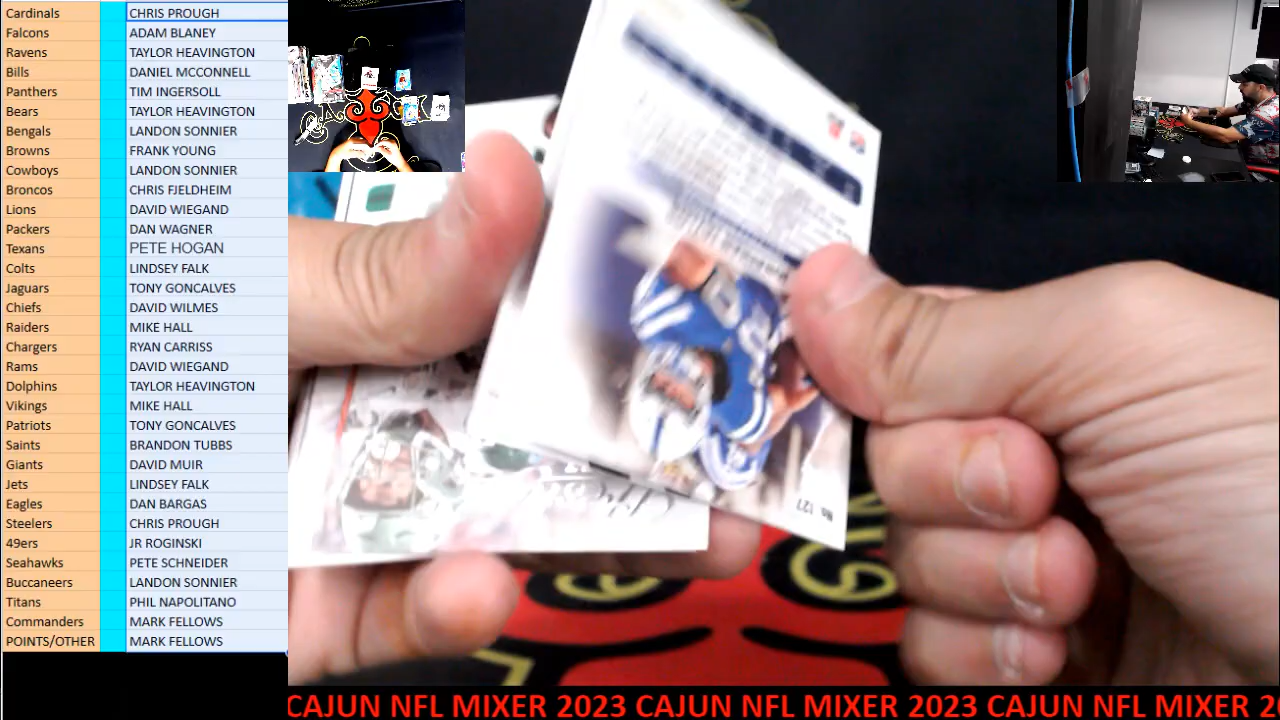 Cardinals CHRIS PROUGH
Falcons ADAM BLANEY
Ravens TAYLOR HEAVINGTON
Bills DANIEL MCCONNELL
Panthers TIM INGERSOLL
Bears TAYLOR HEAVINGTON
Bengals LANDON SONNIER
Browns FRANK YOUNG
Cowboys LANDON SONNIER
Broncos CHRIS FJELDHEIM
Lions DAVID WIEGAND
Packers DAN WAGNER
Texans PETE HOGAN
Colts LINDSEY FALK
Jaguars TONY GONCALVES
Chiefs DAVID WILMES
Raiders MIKE HALL
Chargers RYAN CARRISS
Rams DAVID WIEGAND
Dolphins TAYLOR HEAVINGTON
Vikings MIKE HALL
Patriots TONY GONCALVES
Saints BRANDON TUBBS
Giants DAVID MUIR
Jets LINDSEY FALK
Eagles DAN BARGAS
Steelers CHRIS PROUGH
49ers JR ROGINSKI
Seahawks PETE SCHNEIDER
Buccaneers LANDON SONNIER
Titans PHIL NAPOLITANO
Commanders MARK FELLOWS
POINTS/OTHER MARK FELLOWS
No. 127
CAJUN NFL MIXER 2023 CAJUN NFL MIXER 2023 CAJUN NFL MIXER 2